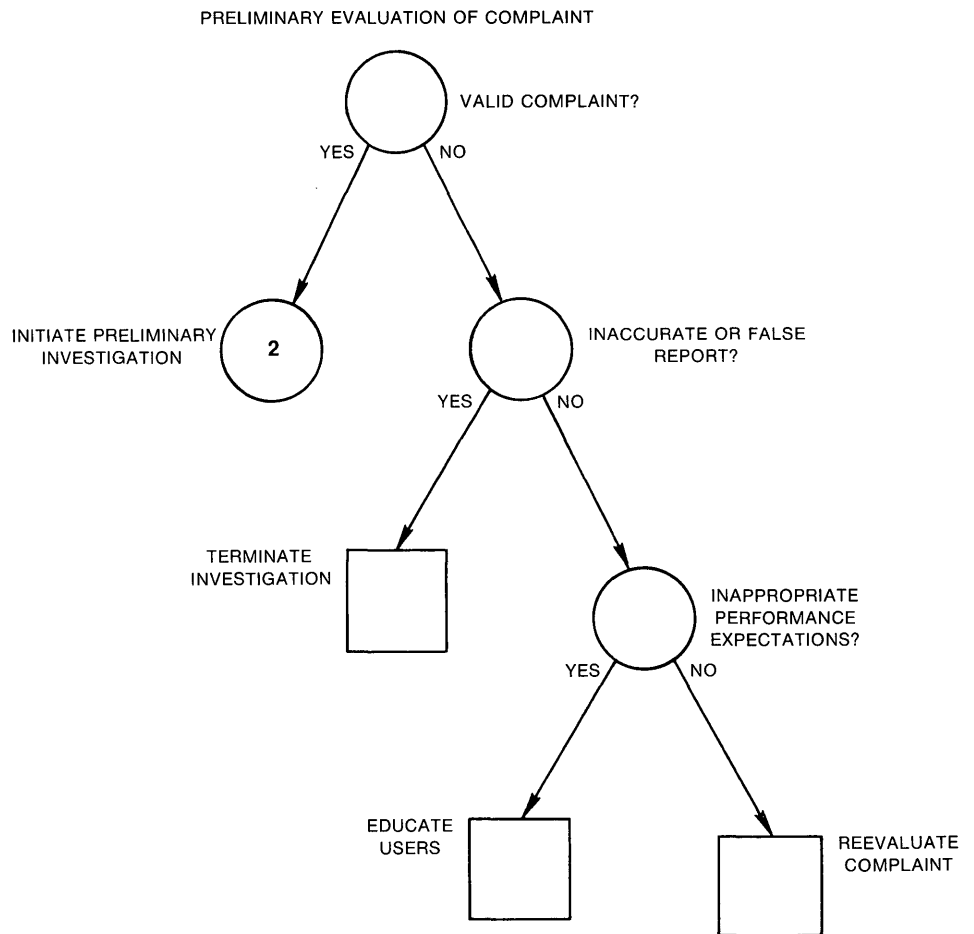 PRELIMINARY EVALUATION OF COMPLAINT
VALID COMPLAINT?
YES
NO
INITIATE PRELIMINARY
INVESTIGATION
2
INACCURATE OR FALSE
REPORT?
YES
NO
TERMINATE
INVESTIGATION
INAPPROPRIATE
PERFORMANCE
EXPECTATIONS?
YES
NO
EDUCATE
USERS
REEVALUATE
COMPLAINT